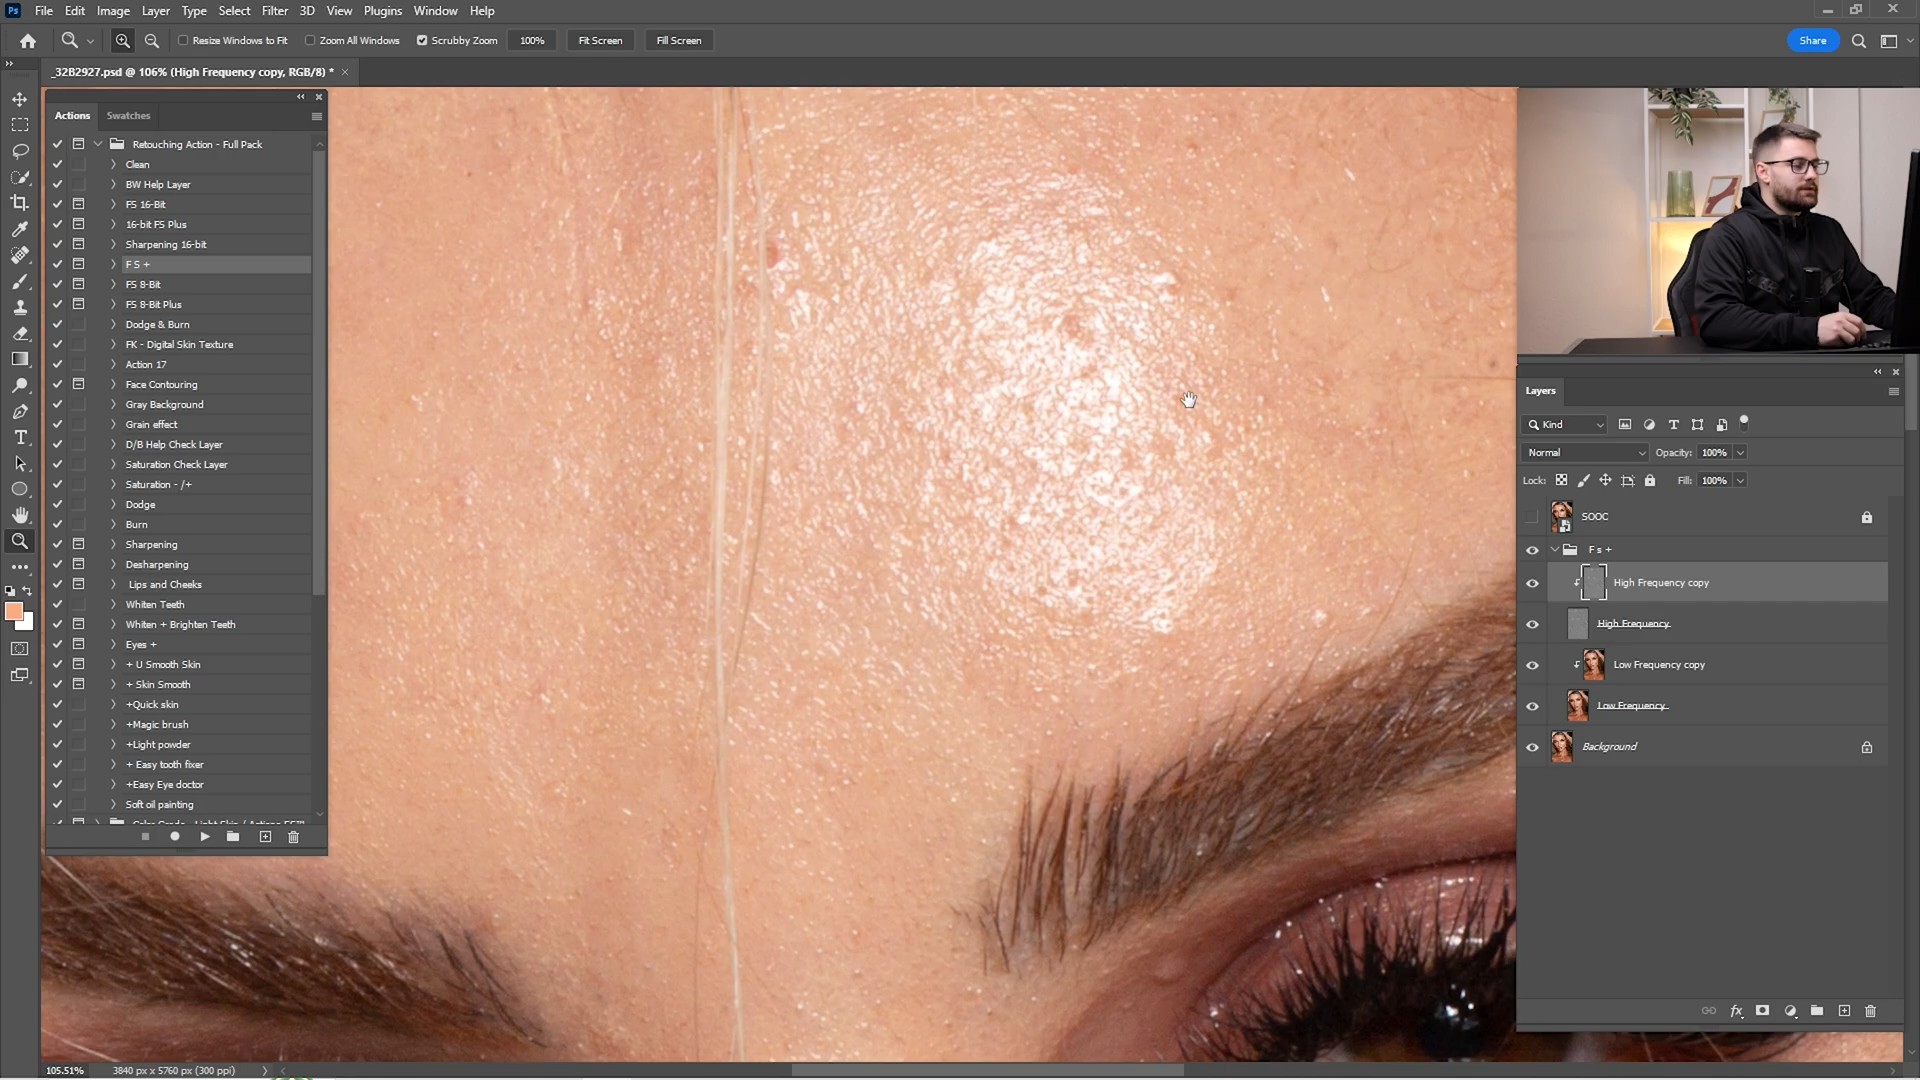 Ps File Edit Image Layer Type Select Filter 3D View Plugins Window Help
Resize Windows to Fit Zoom All Windows Scrubby Zoom 100% Fit Screen Fill Screen Share
_32B2927.psd @ 106% (High Frequency copy, RGB/8) *
Actions Swatches
Retouching Action - Full Pack
Clean
BW Help Layer
FS 16-Bit
16-bit FS Plus
Sharpening 16-bit
F S +
FS 8-Bit
FS 8-Bit Plus
Dodge & Burn
FK - Digital Skin Texture
Action 17
Face Contouring
Gray Background
Grain effect
D/B Help Check Layer
Saturation Check Layer
Saturation - /+
Dodge
Burn
Sharpening
Desharpening
Lips and Cheeks
Whiten Teeth
Whiten + Brighten Teeth
Eyes +
+ U Smooth Skin
+ Skin Smooth
+Quick skin
+Magic brush
+Light powder
+ Easy tooth fixer
+Easy Eye doctor
Soft oil painting
Layers
Kind
Normal Opacity: 100%
Lock: Fill: 100%
SOOC
F s +
High Frequency copy
High Frequency
Low Frequency copy
Low Frequency
Background
105.51% 3840 px x 5760 px (300 ppi)